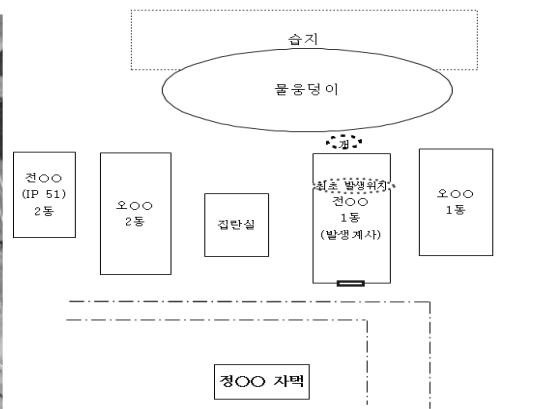 습지
물웅덩이
개
전○○
(IP 51)
2동
오○○
2동
집란실
최초 발생위치
전○○
1동
(발생계사)
오○○
1동
정○○ 자택